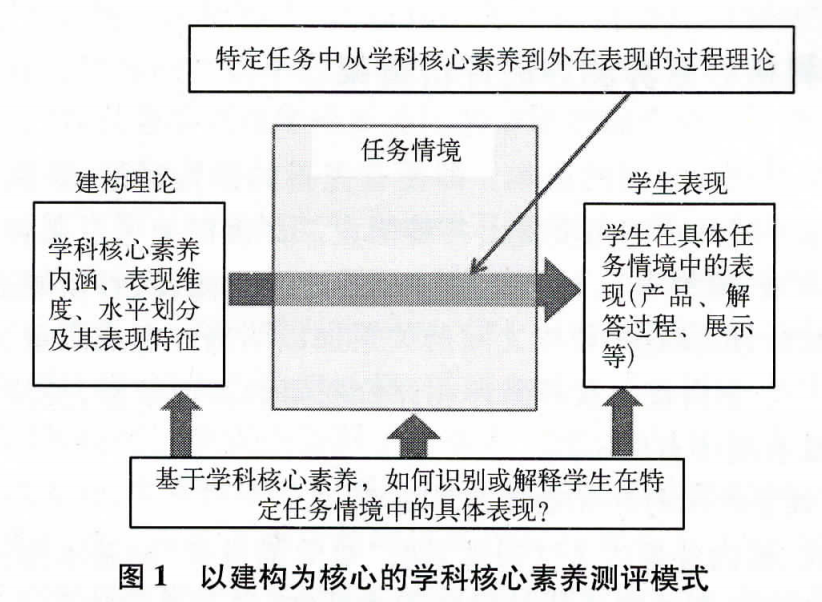 特定任务中从学科核心素养到外在表现的过程理论
任务情境
建构理论
学生表现
学科核心素养
内涵、表现维
度、水平划分
及其表现特征
学生在具体任
务情境中的表
现(产品、解
答过程、展示
等)
基于学科核心素养，如何识别或解释学生在特
定任务情境中的具体表现？
图1 以建构为核心的学科核心素养测评模式